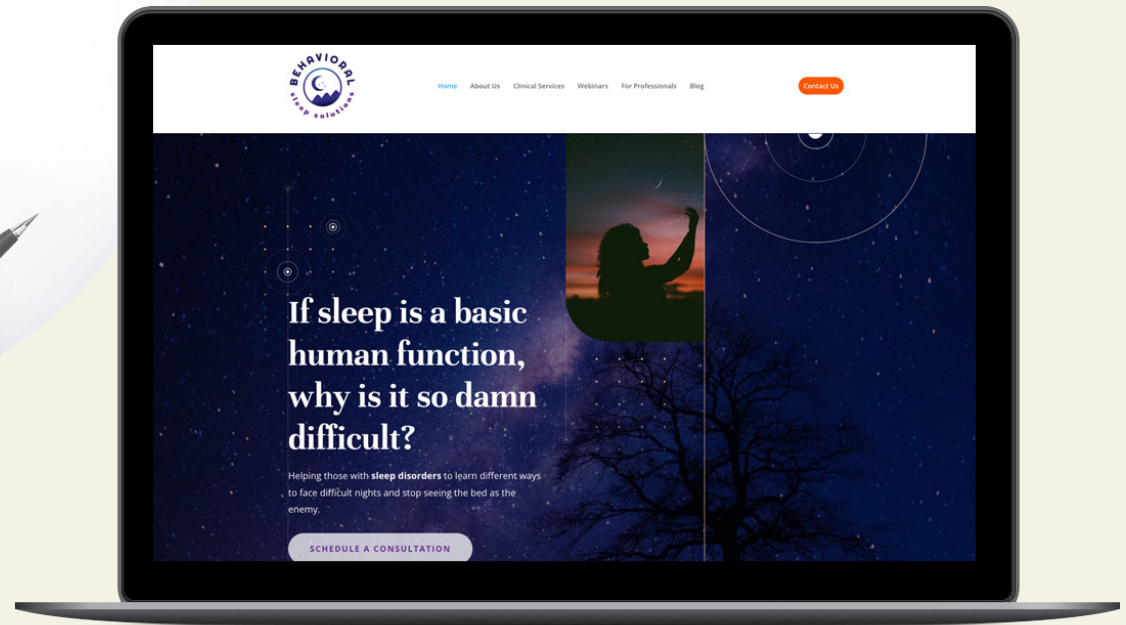 BEHAVIORAL
sleep solutions
Home About Us Clinical Services Webinars For Professionals Blog
Contact Us
If sleep is a basic
human function,
why is it so damn
difficult?
Helping those with sleep disorders to learn different ways
to face difficult nights and stop seeing the bed as the
enemy.
SCHEDULE A CONSULTATION